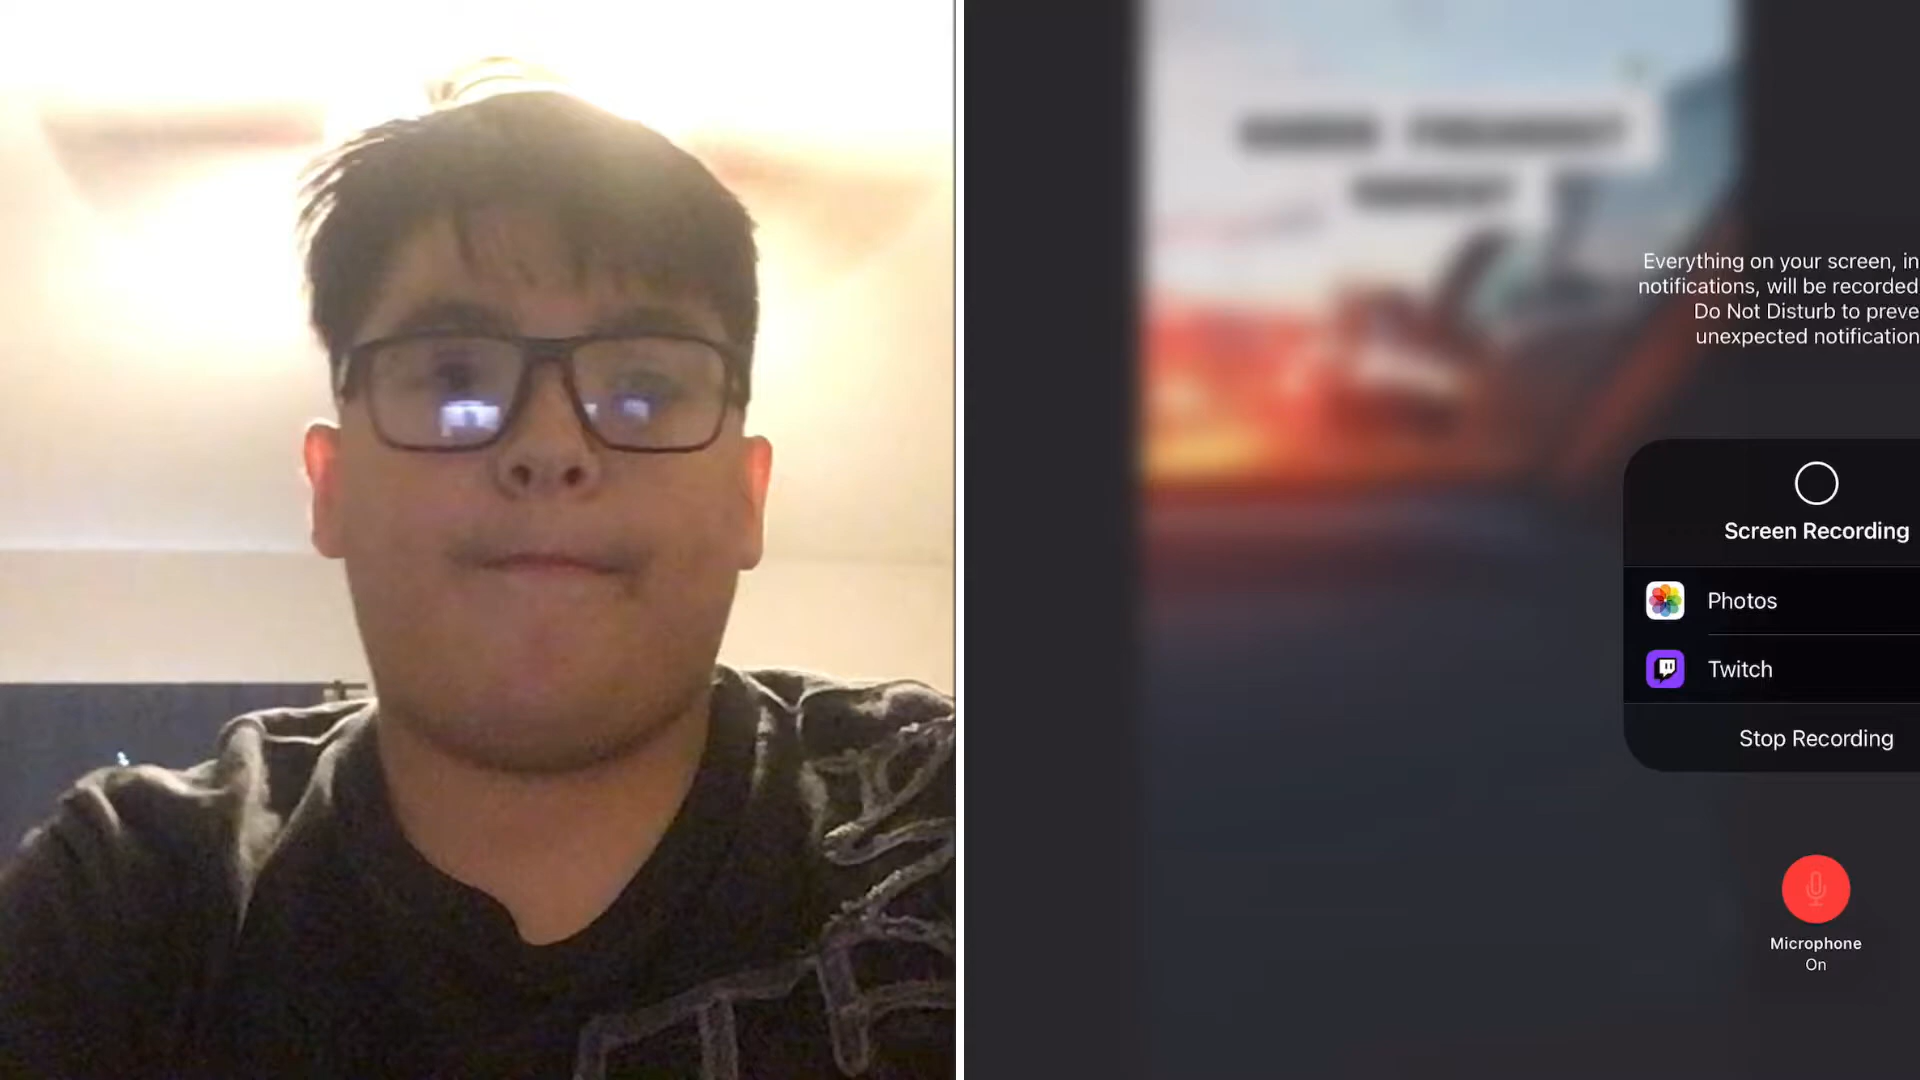 Everything on your screen, in
notifications, will be recorded
Do Not Disturb to preve
unexpected notification
Screen Recording
Photos
Twitch
Stop Recording
Microphone
On